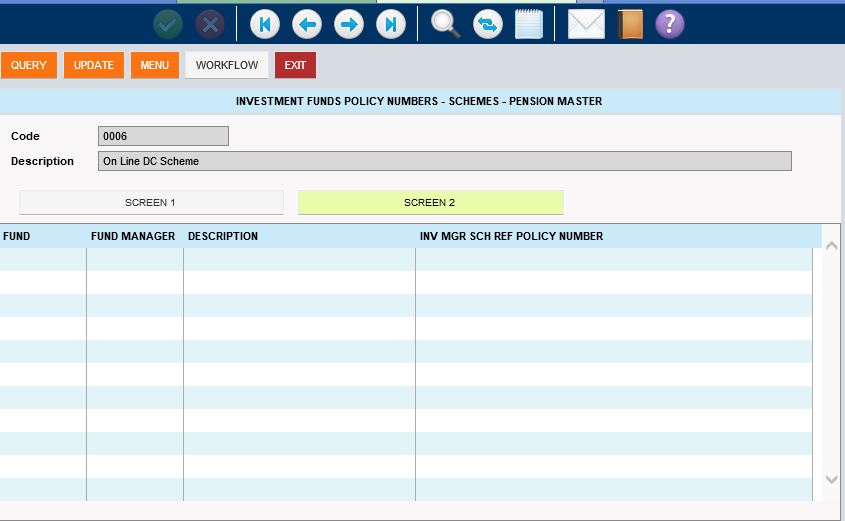 ?
QUERY UPDATE MENU WORKFLOW EXIT
INVESTMENT FUNDS POLICY NUMBERS - SCHEMES - PENSION MASTER
Code 0006
Description On Line DC Scheme
SCREEN 1 SCREEN 2
FUND FUND MANAGER DESCRIPTION INV MGR SCH REF POLICY NUMBER